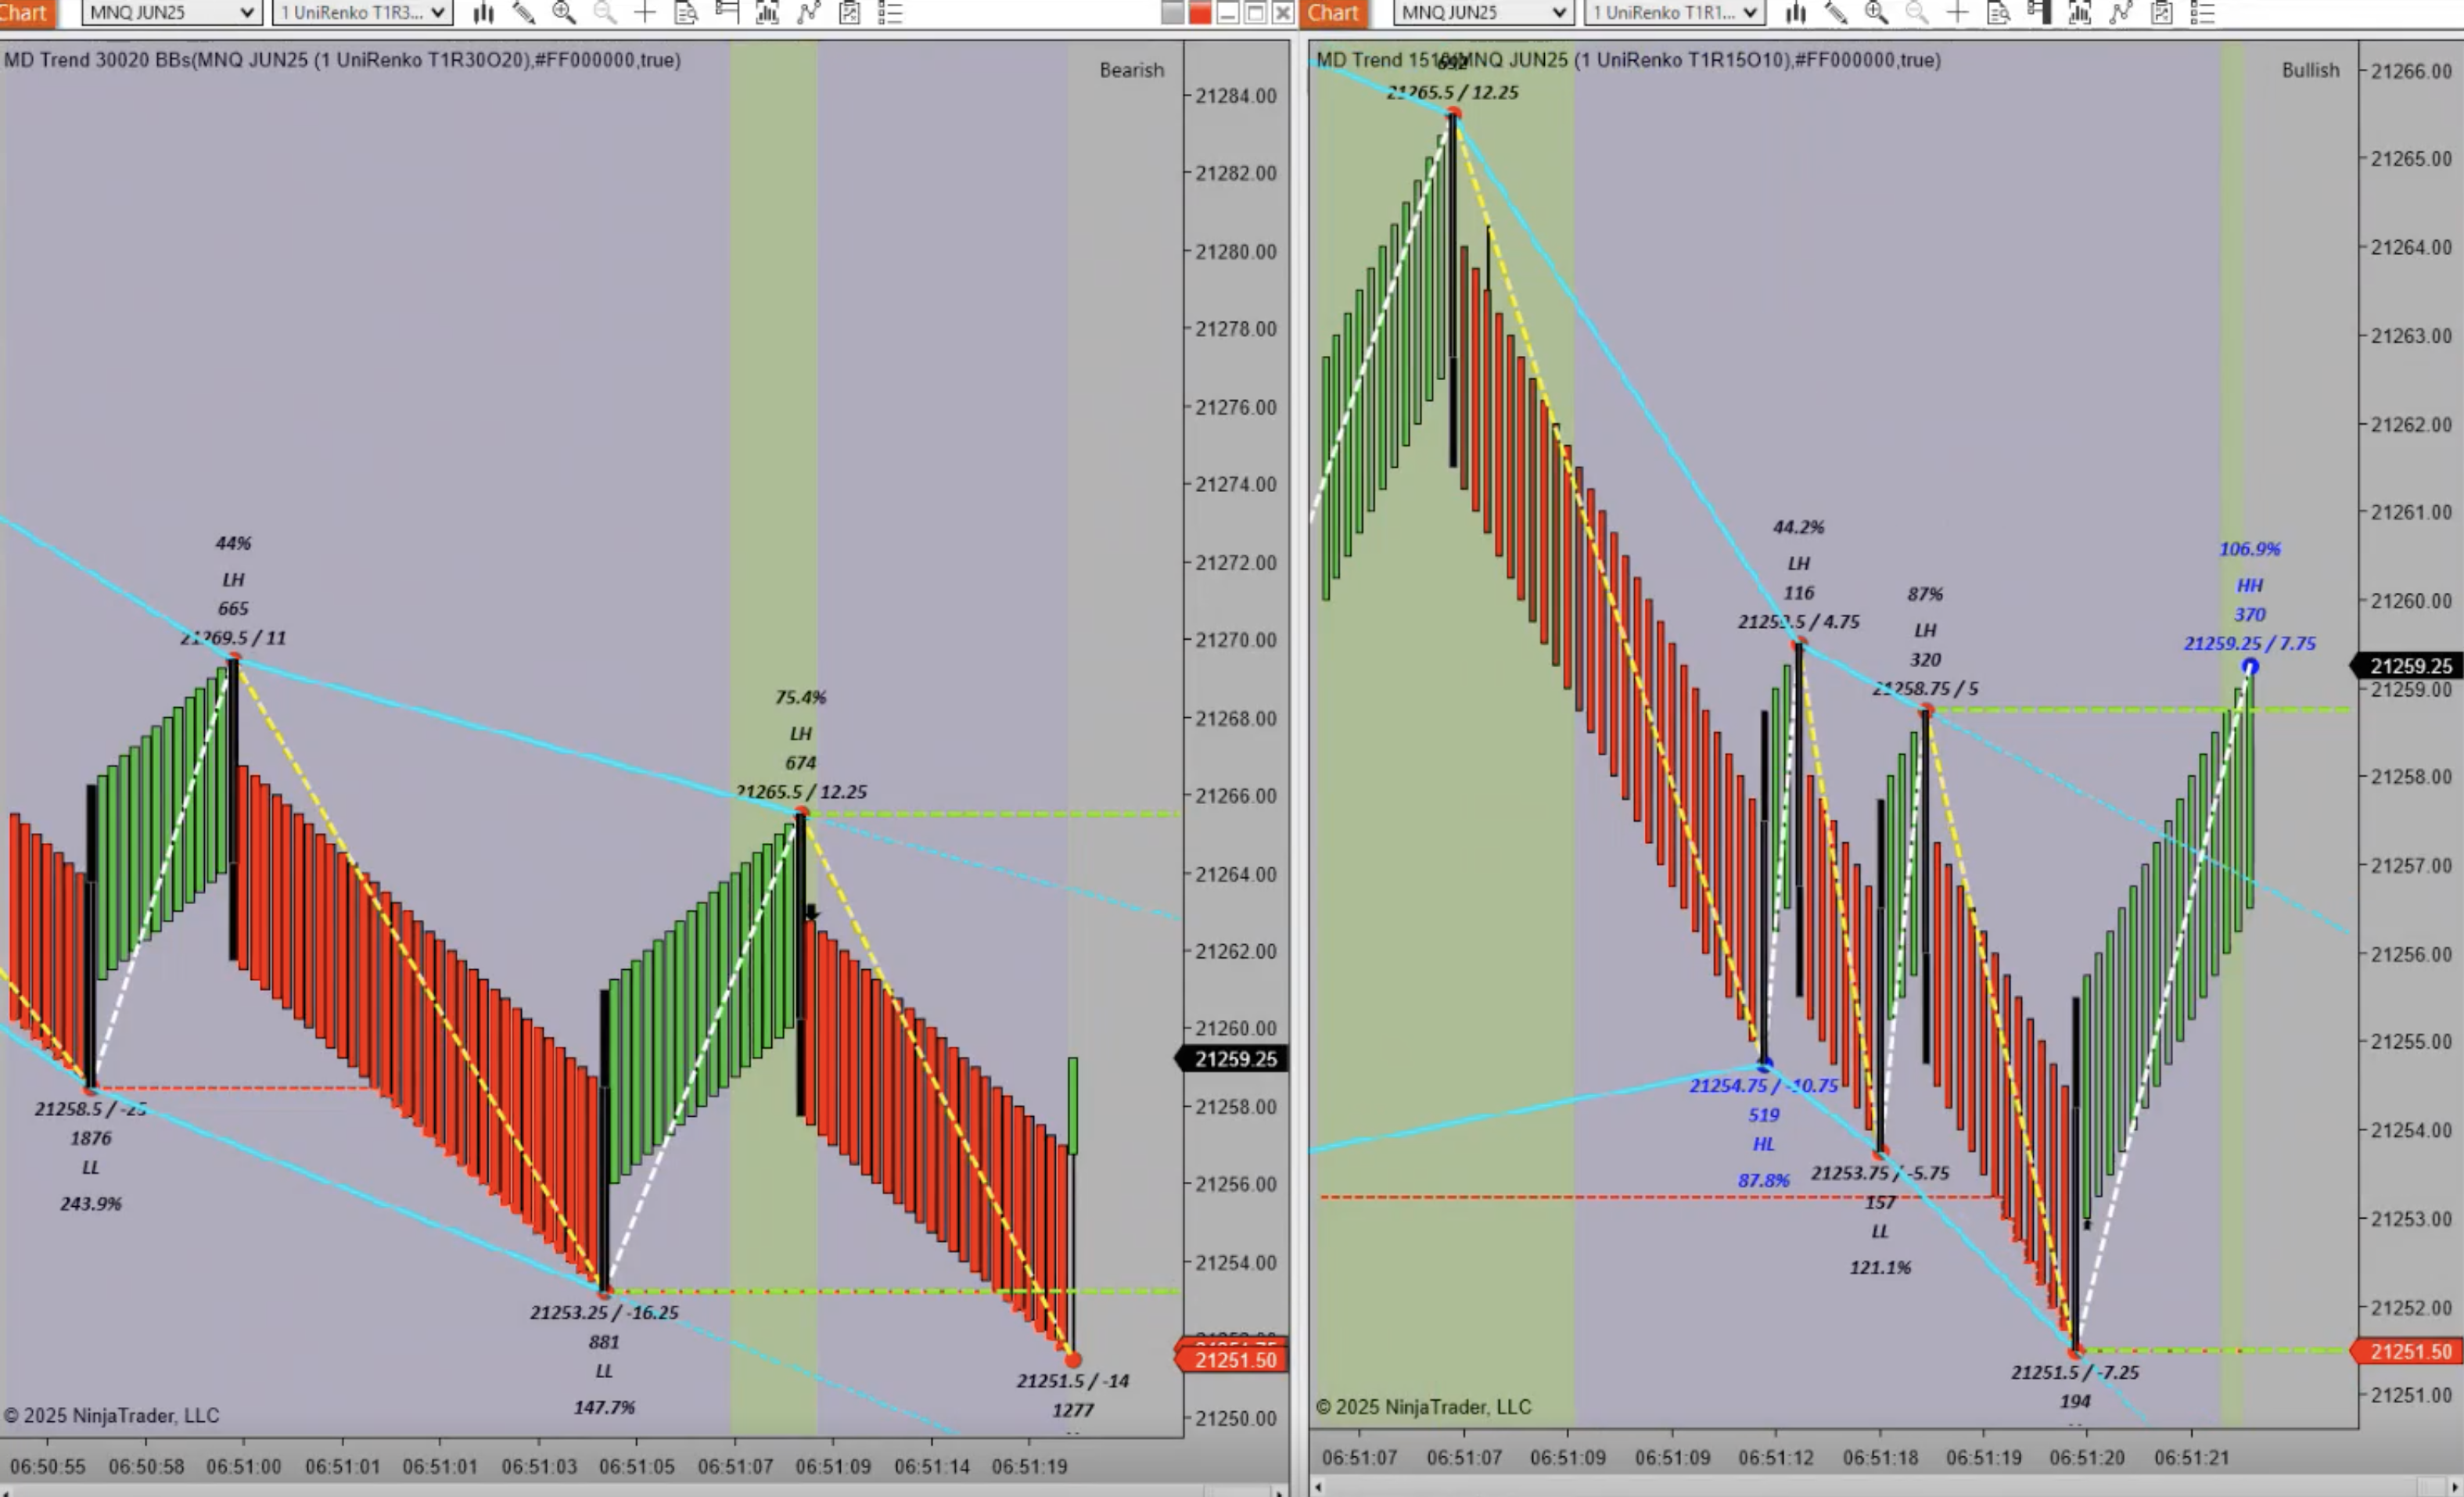 Chart
MNQ JUN25
1 UniRenko T1R3...
MD Trend 30020 BBs(MNQ JUN25 (1 UniRenko T1R30O20),#FF000000,true)
Bearish
44%
LH
665
21269.5 / 11
75.4%
LH
674
21265.5 / 12.25
21258.5 / -25
1876
LL
243.9%
21253.25 / -16.25
881
LL
147.7%
21251.5 / -14
1277
21284.00
21282.00
21280.00
21278.00
21276.00
21274.00
21272.00
21270.00
21268.00
21266.00
21264.00
21262.00
21260.00
21259.25
21258.00
21256.00
21254.00
21251.50
21250.00
© 2025 NinjaTrader, LLC
06:50:55
06:50:58
06:51:00
06:51:01
06:51:01
06:51:03
06:51:05
06:51:07
06:51:09
06:51:14
06:51:19
Chart
MNQ JUN25
1 UniRenko T1R1...
MD Trend 1510(MNQ JUN25 (1 UniRenko T1R15O10),#FF000000,true)
Bullish
692
21265.5 / 12.25
44.2%
LH
116
21259.5 / 4.75
87%
LH
320
21258.75 / 5
106.9%
HH
370
21259.25 / 7.75
21254.75 / -10.75
519
HL
87.8%
21253.75 / -5.75
157
LL
121.1%
21251.5 / -7.25
194
21266.00
21265.00
21264.00
21263.00
21262.00
21261.00
21260.00
21259.25
21259.00
21258.00
21257.00
21256.00
21255.00
21254.00
21253.00
21252.00
21251.50
21251.00
© 2025 NinjaTrader, LLC
06:51:07
06:51:07
06:51:09
06:51:09
06:51:12
06:51:18
06:51:19
06:51:20
06:51:21